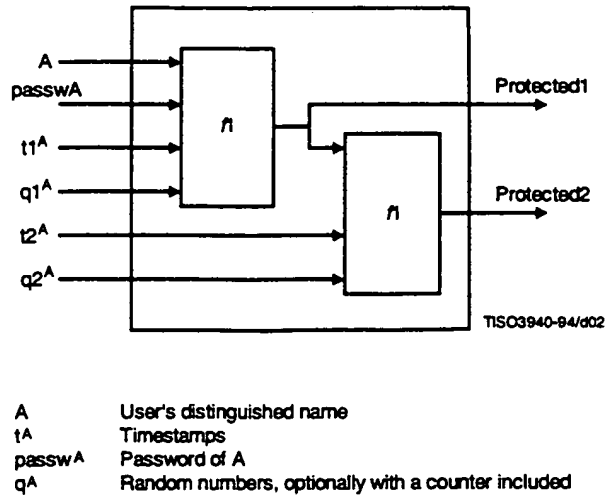 A
passwA
t1ᴬ
q1ᴬ
t2ᴬ
q2ᴬ
f1
f1
Protected1
Protected2
TISO3940-94/d02
A User's distinguished name
tᴬ Timestamps
passwᴬ Password of A
qᴬ Random numbers, optionally with a counter included